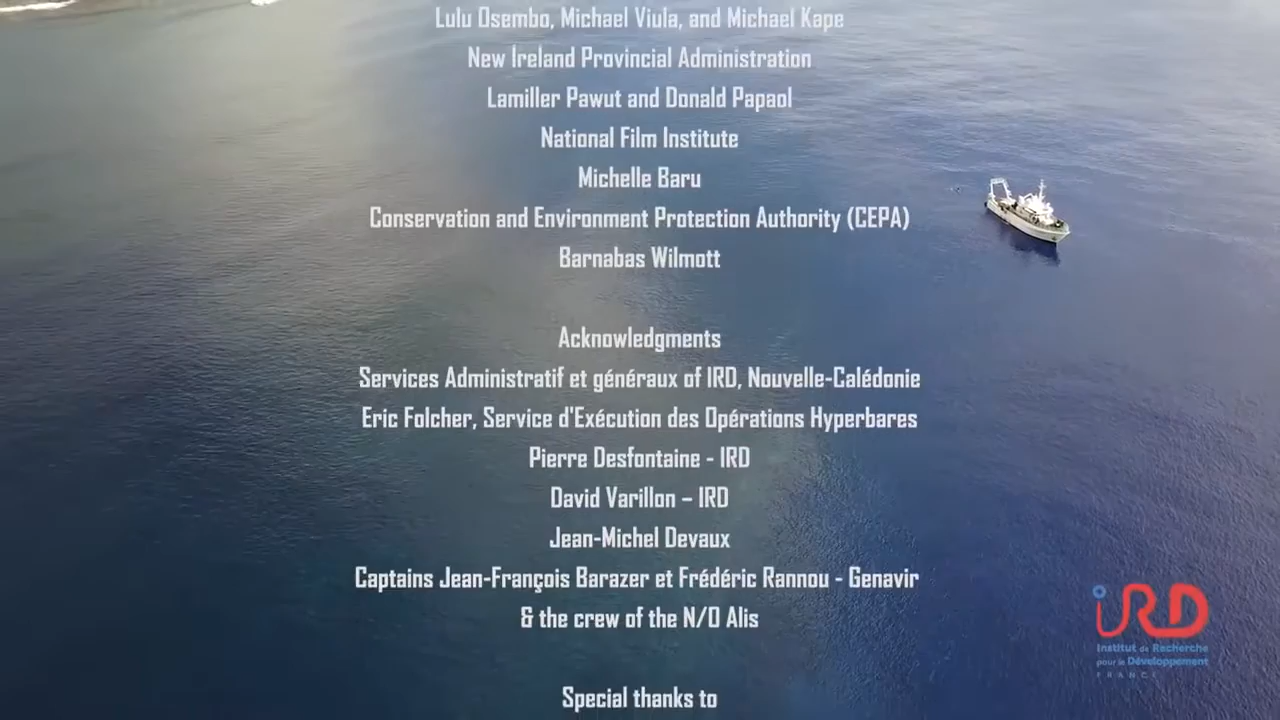 Lulu Osembo, Michael Viula, and Michael Kape
New Ireland Provincial Administration
Lamiller Pawut and Donald Papaol
National Film Institute
Michelle Baru
Conservation and Environment Protection Authority (CEPA)
Barnabas Wilmott
Acknowledgments
Services Administratif et généraux of IRD, Nouvelle-Calédonie
Eric Folcher, Service d'Exécution des Opérations Hyperbares
Pierre Desfontaine - IRD
David Varillon – IRD
Jean-Michel Devaux
Captains Jean-François Barazer et Frédéric Rannou - Genavir
& the crew of the N/O Alis
Special thanks to
iRD
Institut de Recherche
pour le Développement
FRANCE